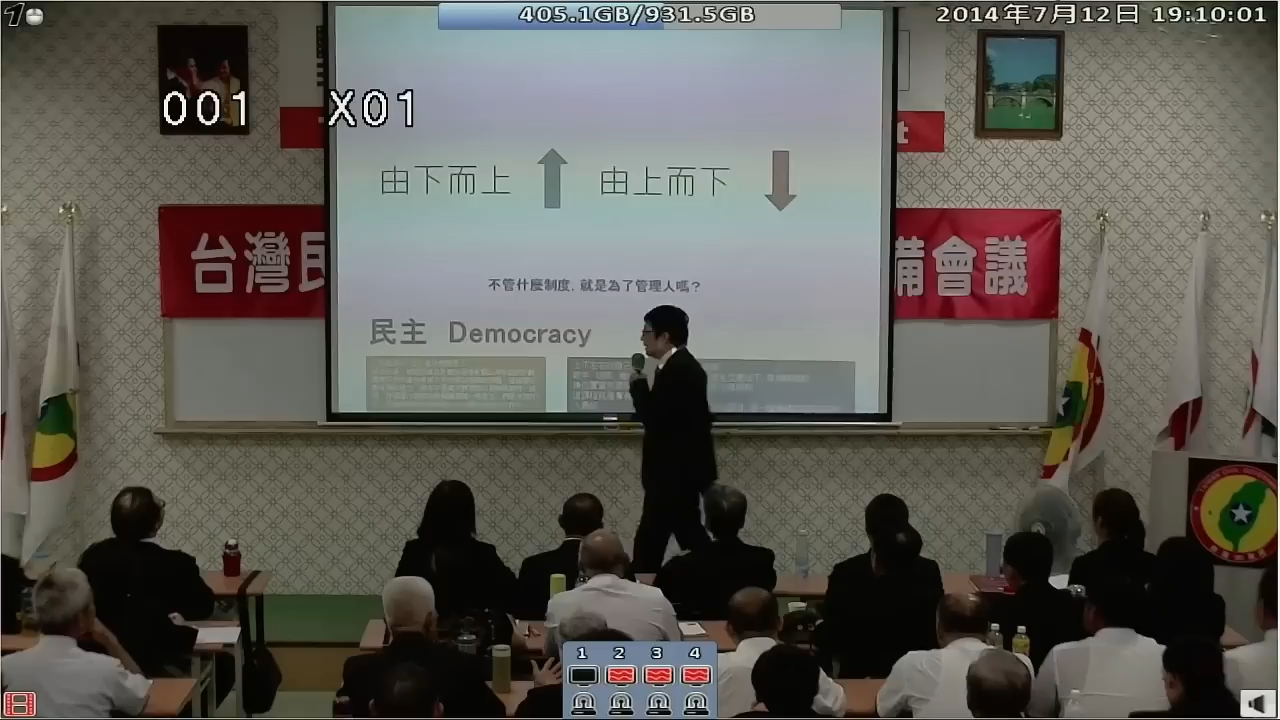 405.1GB/931.5GB
2014年7月12日 19:10:01
001 X01
由下而上 由上而下
台灣民
備會議
不管什麼制度, 就是為了管理人嗎？
民主 Democracy
1 2 3 4